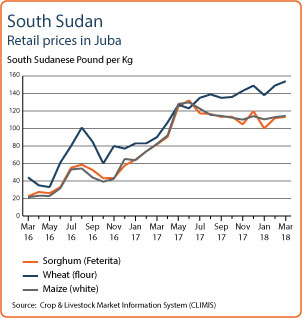 South Sudan
Retail prices in Juba
South Sudanese Pound per Kg
160
140
120
100
80
60
40
20
0
Mar May Jul Sep Nov Jan Mar May Jul Sep Nov Jan Mar
16 16 16 16 16 17 17 17 17 17 17 18 18
Sorghum (Feterita)
Wheat (flour)
Maize (white)
Source: Crop & Livestock Market Information System (CLIMIS)